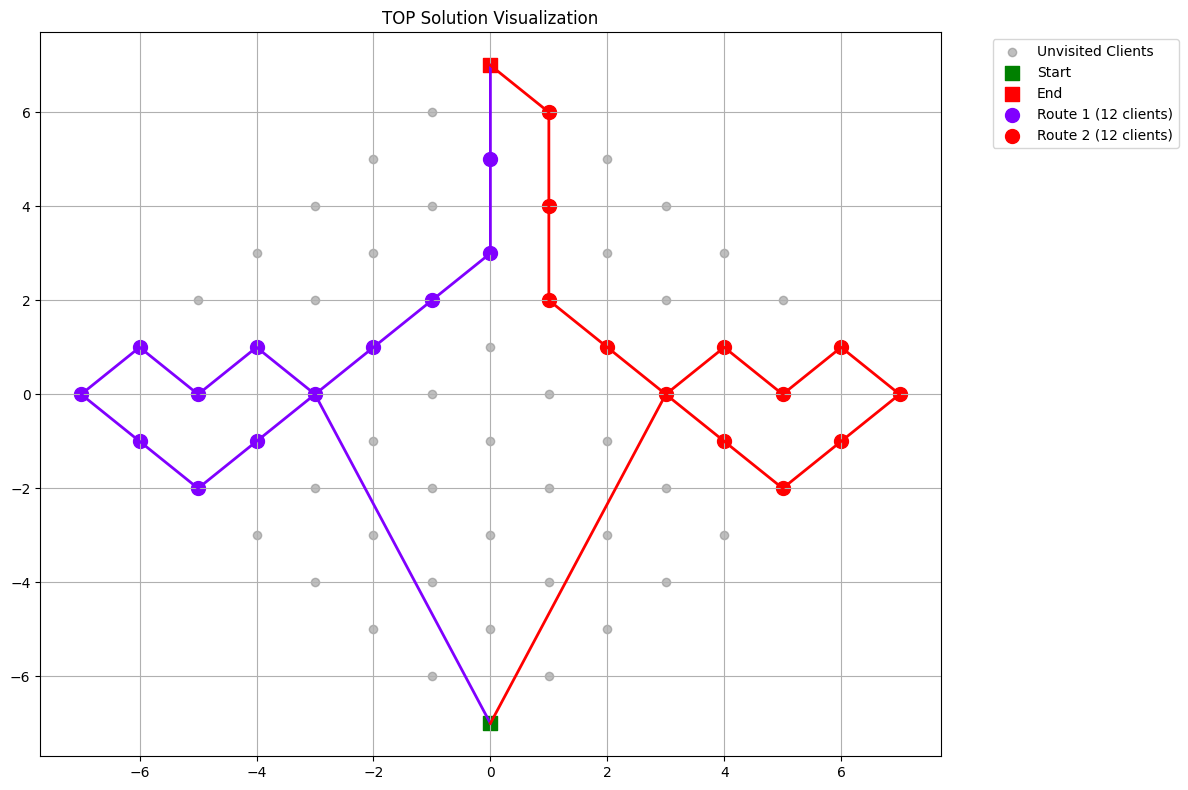 TOP Solution Visualization
Unvisited Clients
Start
End
Route 1 (12 clients)
Route 2 (12 clients)
6
4
2
0
−2
−4
−6
−6 −4 −2 0 2 4 6